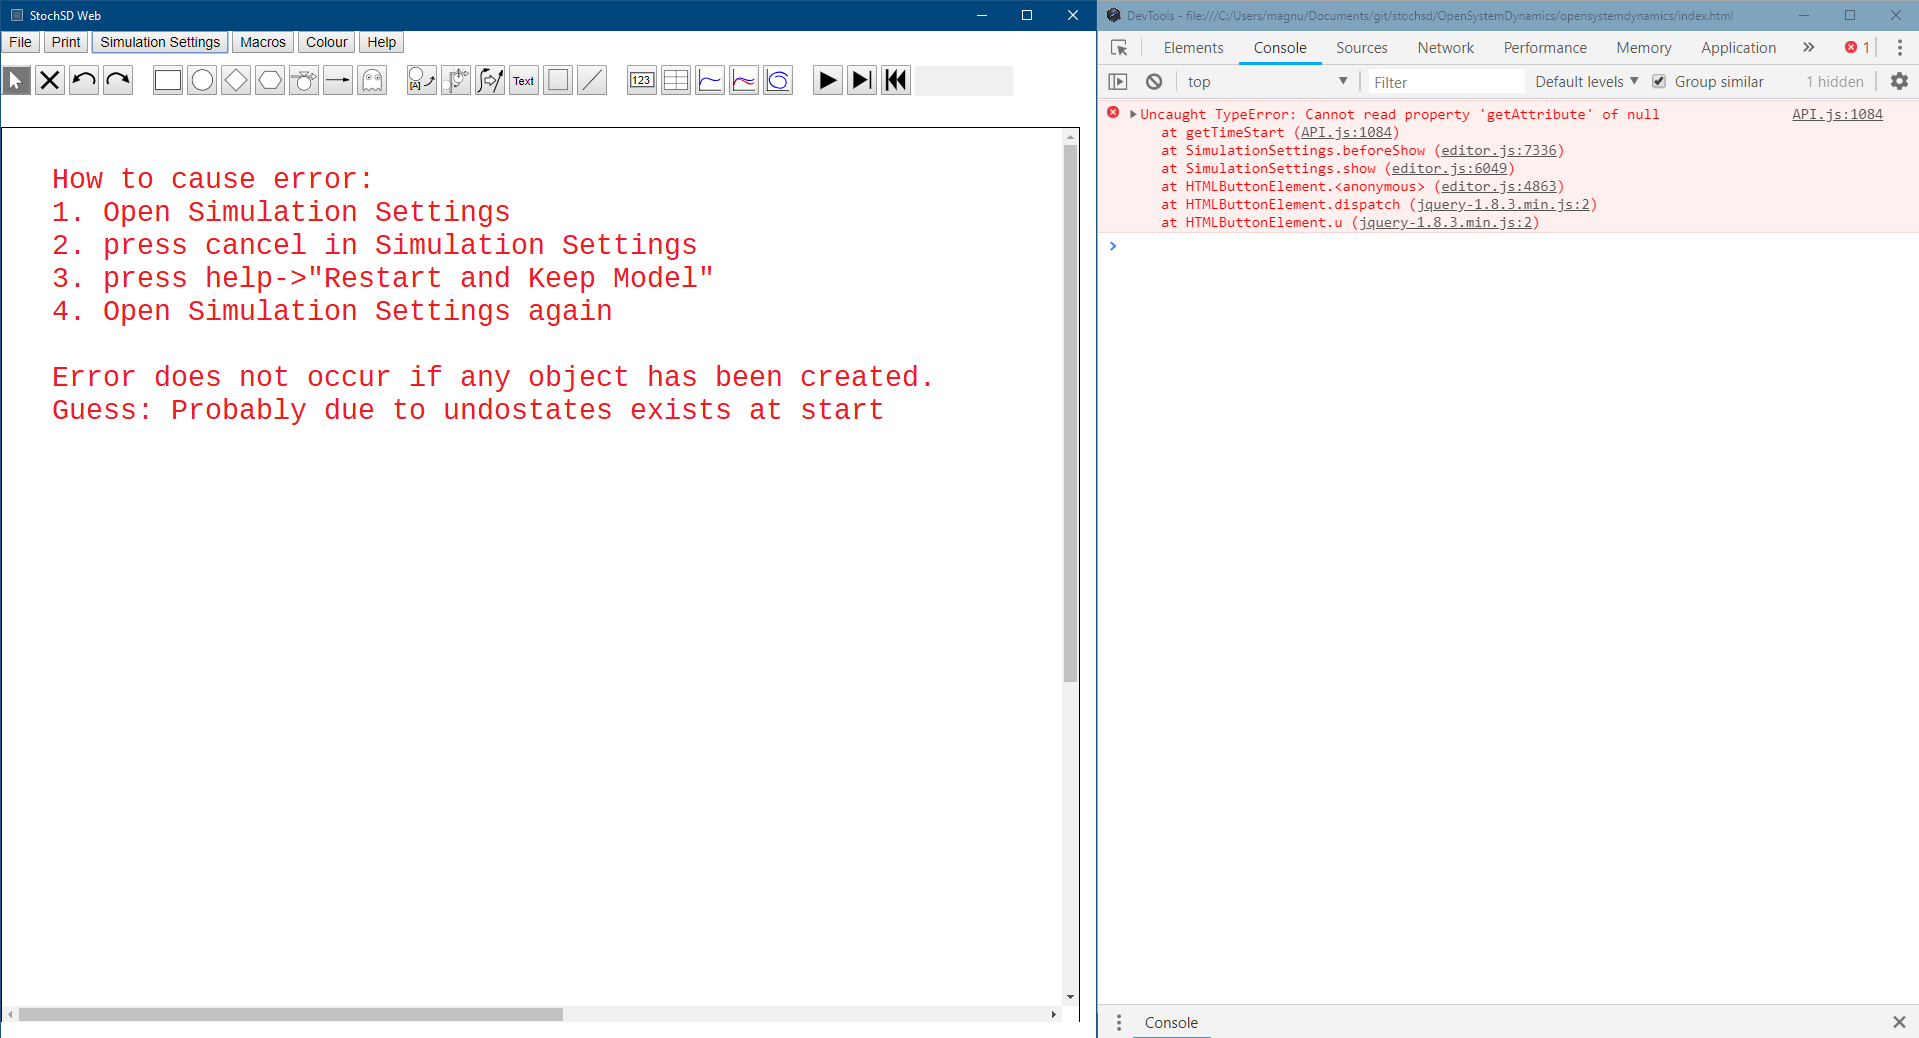 StochSD Web
File Print Simulation Settings Macros Colour Help
[A] Text 123
How to cause error:
1. Open Simulation Settings
2. press cancel in Simulation Settings
3. press help->"Restart and Keep Model"
4. Open Simulation Settings again
Error does not occur if any object has been created.
Guess: Probably due to undostates exists at start
DevTools - file:///C:/Users/magnu/Documents/git/stochsd/OpenSystemDynamics/opensystemdynamics/index.html
Elements Console Sources Network Performance Memory Application » 1
top Filter Default levels Group similar 1 hidden
Uncaught TypeError: Cannot read property 'getAttribute' of null API.js:1084
at getTimeStart (API.js:1084)
at SimulationSettings.beforeShow (editor.js:7336)
at SimulationSettings.show (editor.js:6049)
at HTMLButtonElement.<anonymous> (editor.js:4863)
at HTMLButtonElement.dispatch (jquery-1.8.3.min.js:2)
at HTMLButtonElement.u (jquery-1.8.3.min.js:2)
Console